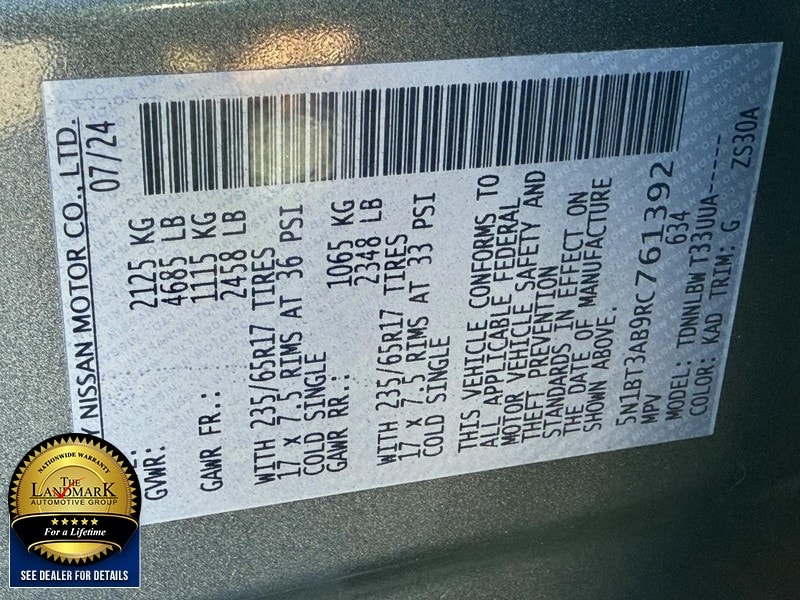 Y NISSAN MOTOR CO., LTD.
07/24
GVWR: 2125 KG
4685 LB
GAWR FR.: 1115 KG
2458 LB
WITH 235/65R17 TIRES
17 X 7.5 RIMS AT 36 PSI
COLD SINGLE
GAWR RR.: 1065 KG
2348 LB
WITH 235/65R17 TIRES
17 X 7.5 RIMS AT 33 PSI
COLD SINGLE
THIS VEHICLE CONFORMS TO
ALL APPLICABLE FEDERAL
MOTOR VEHICLE SAFETY AND
THEFT PREVENTION
STANDARDS IN EFFECT ON
THE DATE OF MANUFACTURE
SHOWN ABOVE.
5N1BT3AB9RC761392
MPV 634
MODEL: TDNNLBW T33UUA-----
COLOR: KAD TRIM: G ZS30A
NATIONWIDE WARRANTY
THE
LANDMARK
AUTOMOTIVE GROUP
For a Lifetime
SEE DEALER FOR DETAILS